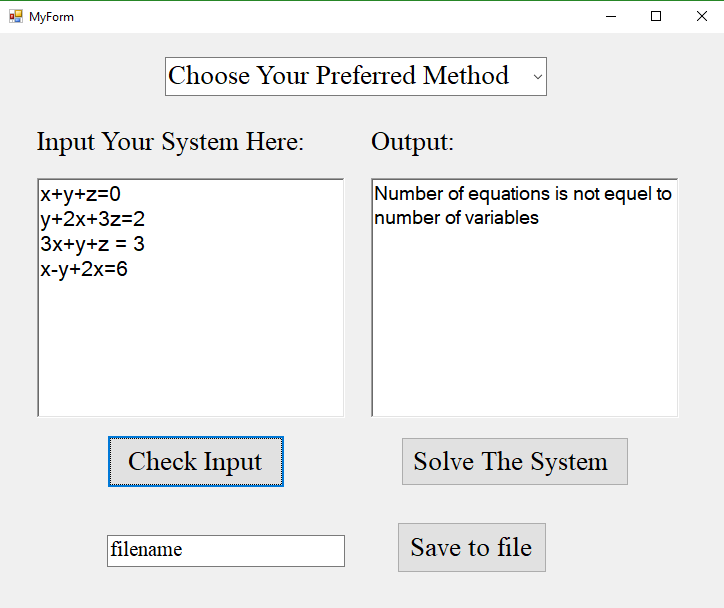 MyForm
Choose Your Preferred Method
Input Your System Here:
Output:
x+y+z=0
y+2x+3z=2
3x+y+z = 3
x-y+2x=6
Number of equations is not equel to
number of variables
Check Input
Solve The System
filename
Save to file